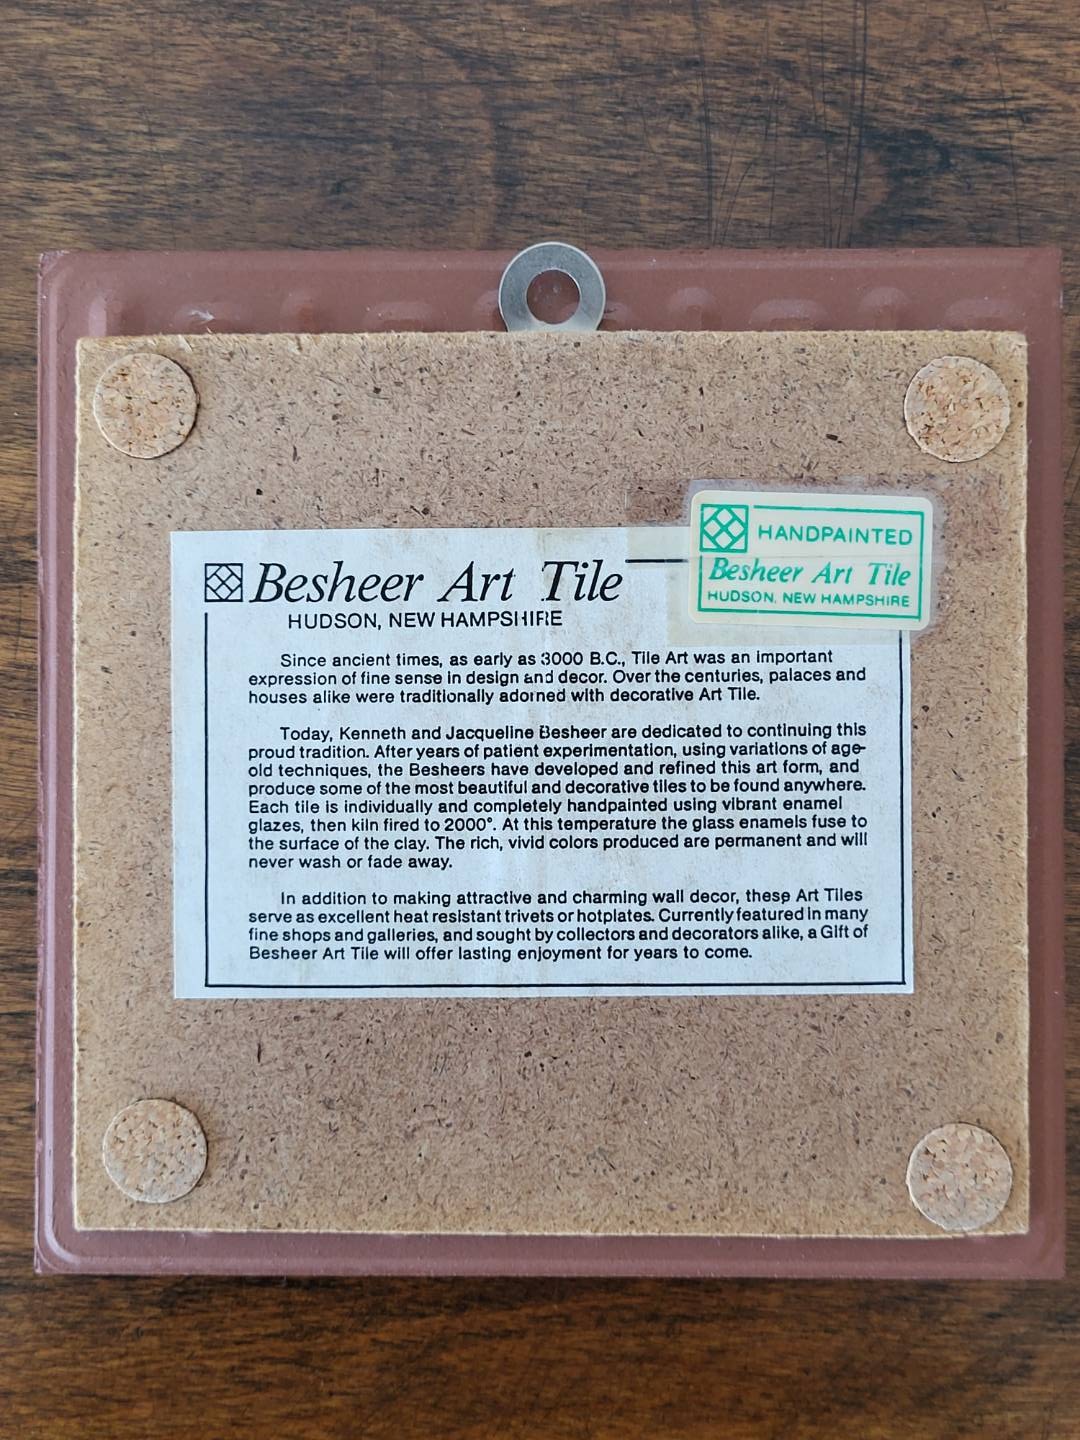 Besheer Art Tile
HUDSON, NEW HAMPSHIRE
HANDPAINTED
Besheer Art Tile
HUDSON, NEW HAMPSHIRE
Since ancient times, as early as 3000 B.C., Tile Art was an important
expression of fine sense in design and decor. Over the centuries, palaces and
houses alike were traditionally adorned with decorative Art Tile.
Today, Kenneth and Jacqueline Besheer are dedicated to continuing this
proud tradition. After years of patient experimentation, using variations of age-
old techniques, the Besheers have developed and refined this art form, and
produce some of the most beautiful and decorative tiles to be found anywhere.
Each tile is individually and completely handpainted using vibrant enamel
glazes, then kiln fired to 2000°. At this temperature the glass enamels fuse to
the surface of the clay. The rich, vivid colors produced are permanent and will
never wash or fade away.
In addition to making attractive and charming wall decor, these Art Tiles
serve as excellent heat resistant trivets or hotplates. Currently featured in many
fine shops and galleries, and sought by collectors and decorators alike, a Gift of
Besheer Art Tile will offer lasting enjoyment for years to come.